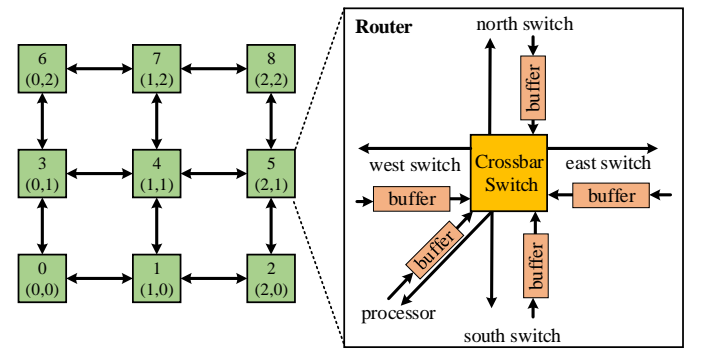 6
(0,2)
7
(1,2)
8
(2,2)
3
(0,1)
4
(1,1)
5
(2,1)
0
(0,0)
1
(1,0)
2
(2,0)
Router
north switch
buffer
west switch
Crossbar
Switch
east switch
buffer
buffer
buffer
buffer
processor
south switch